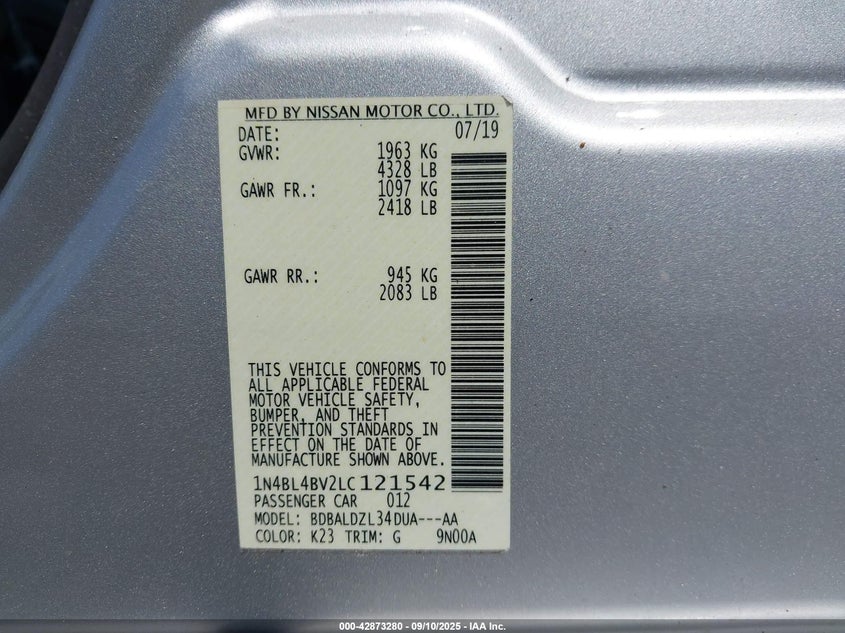 MFD BY NISSAN MOTOR CO., LTD.
DATE: 07/19
GVWR: 1963 KG
4328 LB
GAWR FR.: 1097 KG
2418 LB
GAWR RR.: 945 KG
2083 LB
THIS VEHICLE CONFORMS TO
ALL APPLICABLE FEDERAL
MOTOR VEHICLE SAFETY,
BUMPER, AND THEFT
PREVENTION STANDARDS IN
EFFECT ON THE DATE OF
MANUFACTURE SHOWN ABOVE.
1N4BL4BV2LC121542
PASSENGER CAR 012
MODEL: BDBALDZL34DUA---AA
COLOR: K23 TRIM: G 9N00A
000-42873280 - 09/10/2025 - IAA Inc.